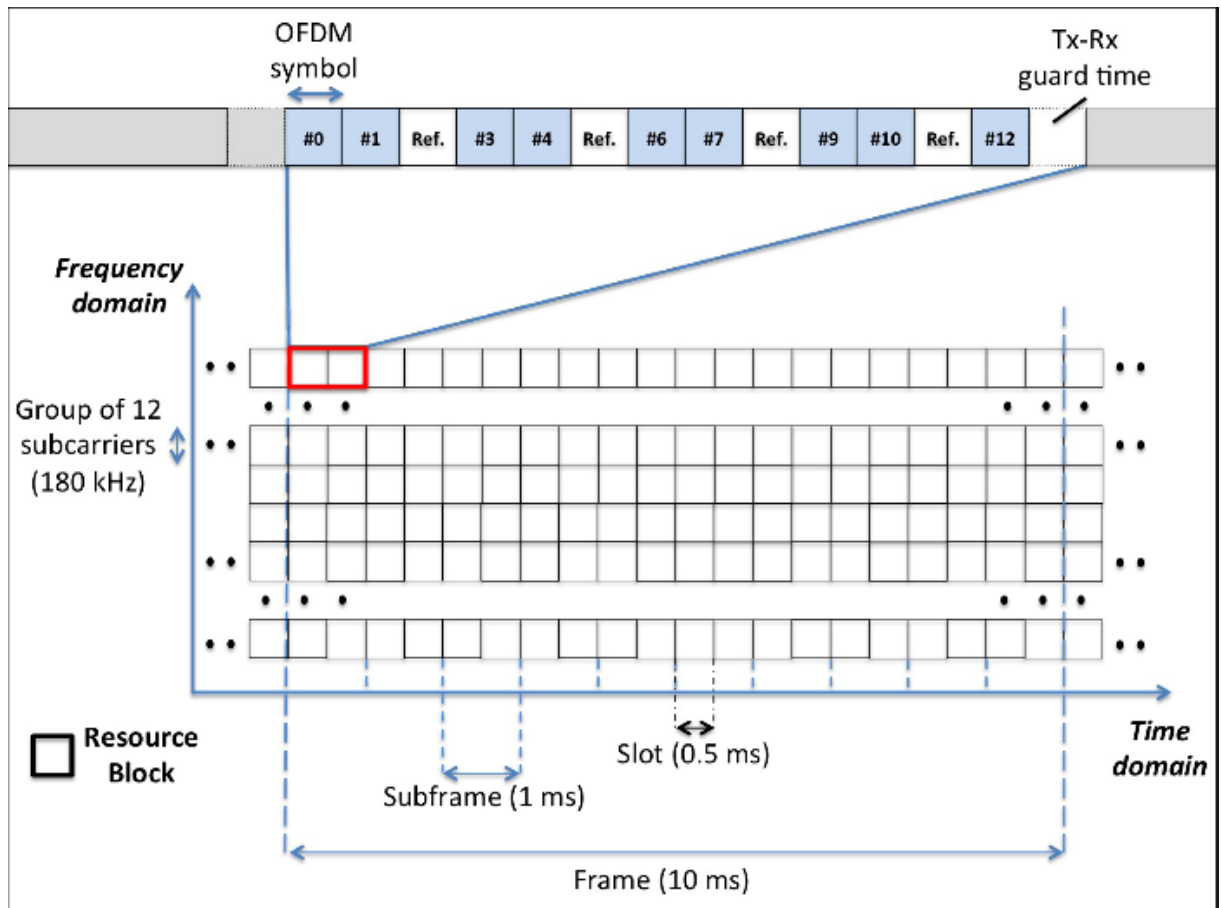 OFDM
symbol
Tx-Rx
guard time
#0 #1 Ref. #3 #4 Ref. #6 #7 Ref. #9 #10 Ref. #12
Frequency
domain
Group of 12
subcarriers
(180 kHz)
Resource
Block
Slot (0.5 ms)
Time
domain
Subframe (1 ms)
Frame (10 ms)